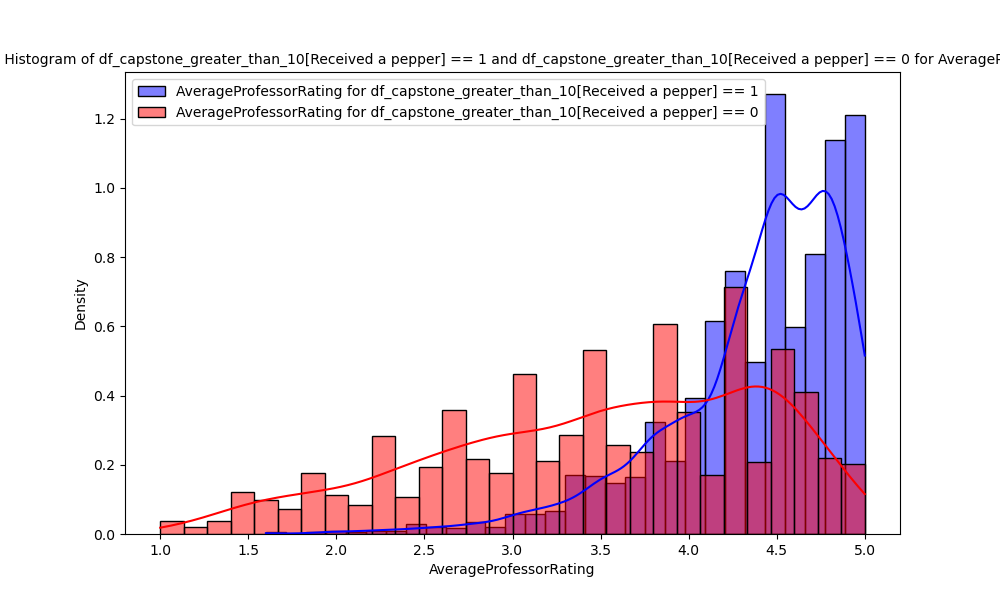 Histogram of df_capstone_greater_than_10[Received a pepper] == 1 and df_capstone_greater_than_10[Received a pepper] == 0 for AverageP
AverageProfessorRating for df_capstone_greater_than_10[Received a pepper] == 1
AverageProfessorRating for df_capstone_greater_than_10[Received a pepper] == 0
Density
1.2
1.0
0.8
0.6
0.4
0.2
0.0
1.0 1.5 2.0 2.5 3.0 3.5 4.0 4.5 5.0
AverageProfessorRating